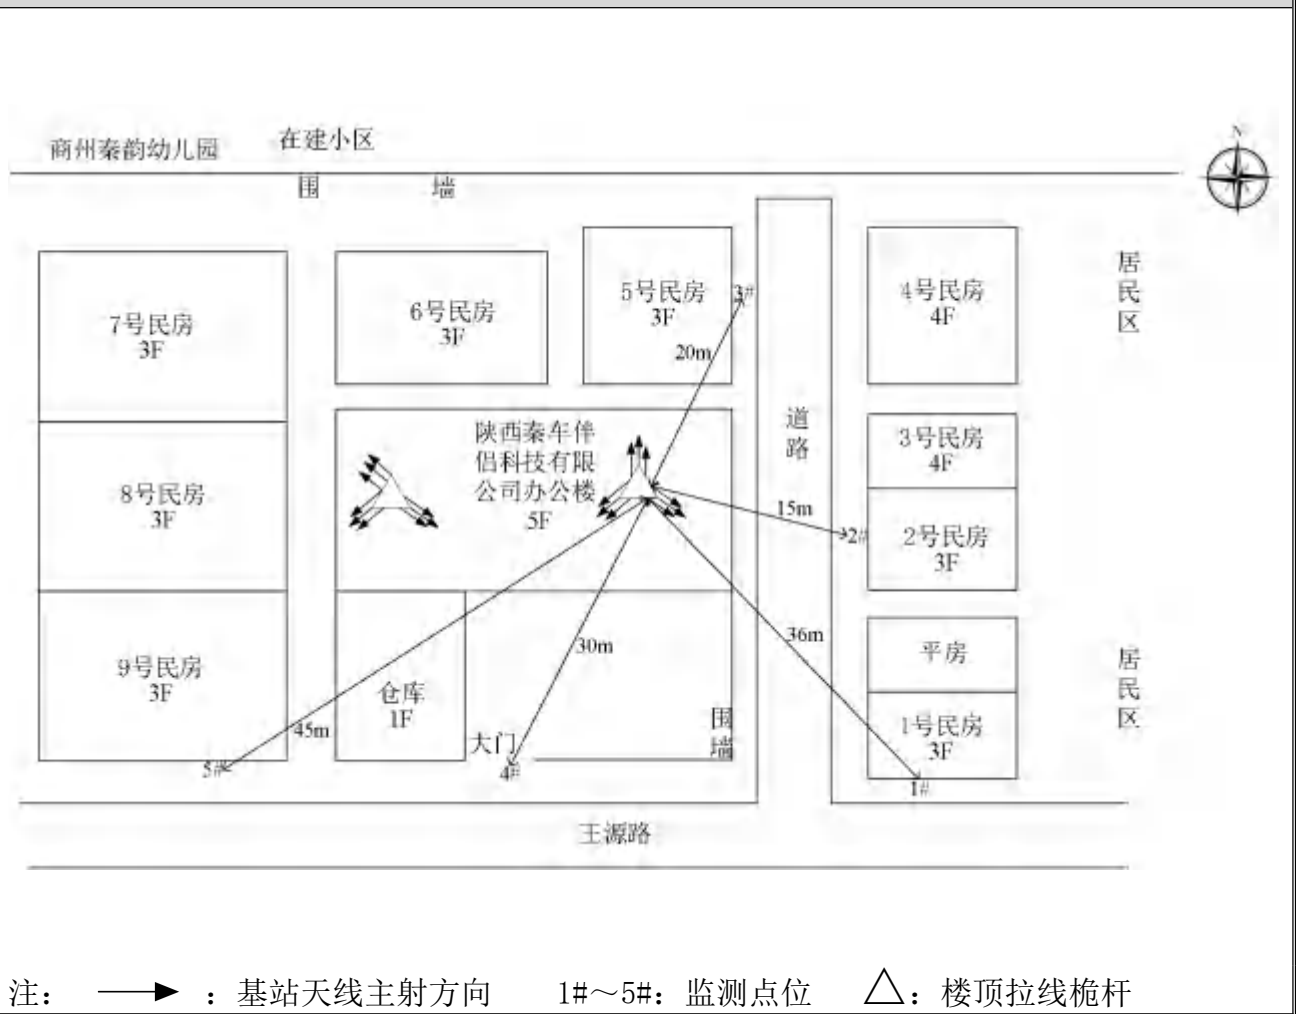 商州秦韵幼儿园
在建小区
N
围 墙
7号民房
3F
6号民房
3F
5号民房
3F
3#
20m
4号民房
4F
居民区
道路
陕西秦车伴
侣科技有限
公司办公楼
5F
3号民房
4F
8号民房
3F
15m
2#
2号民房
3F
36m
30m
平房
居民区
9号民房
3F
仓库
1F
45m
5#
大门
4#
围墙
1号民房
3F
1#
王源路
注： ：基站天线主射方向 1#～5#：监测点位 △：楼顶拉线桅杆